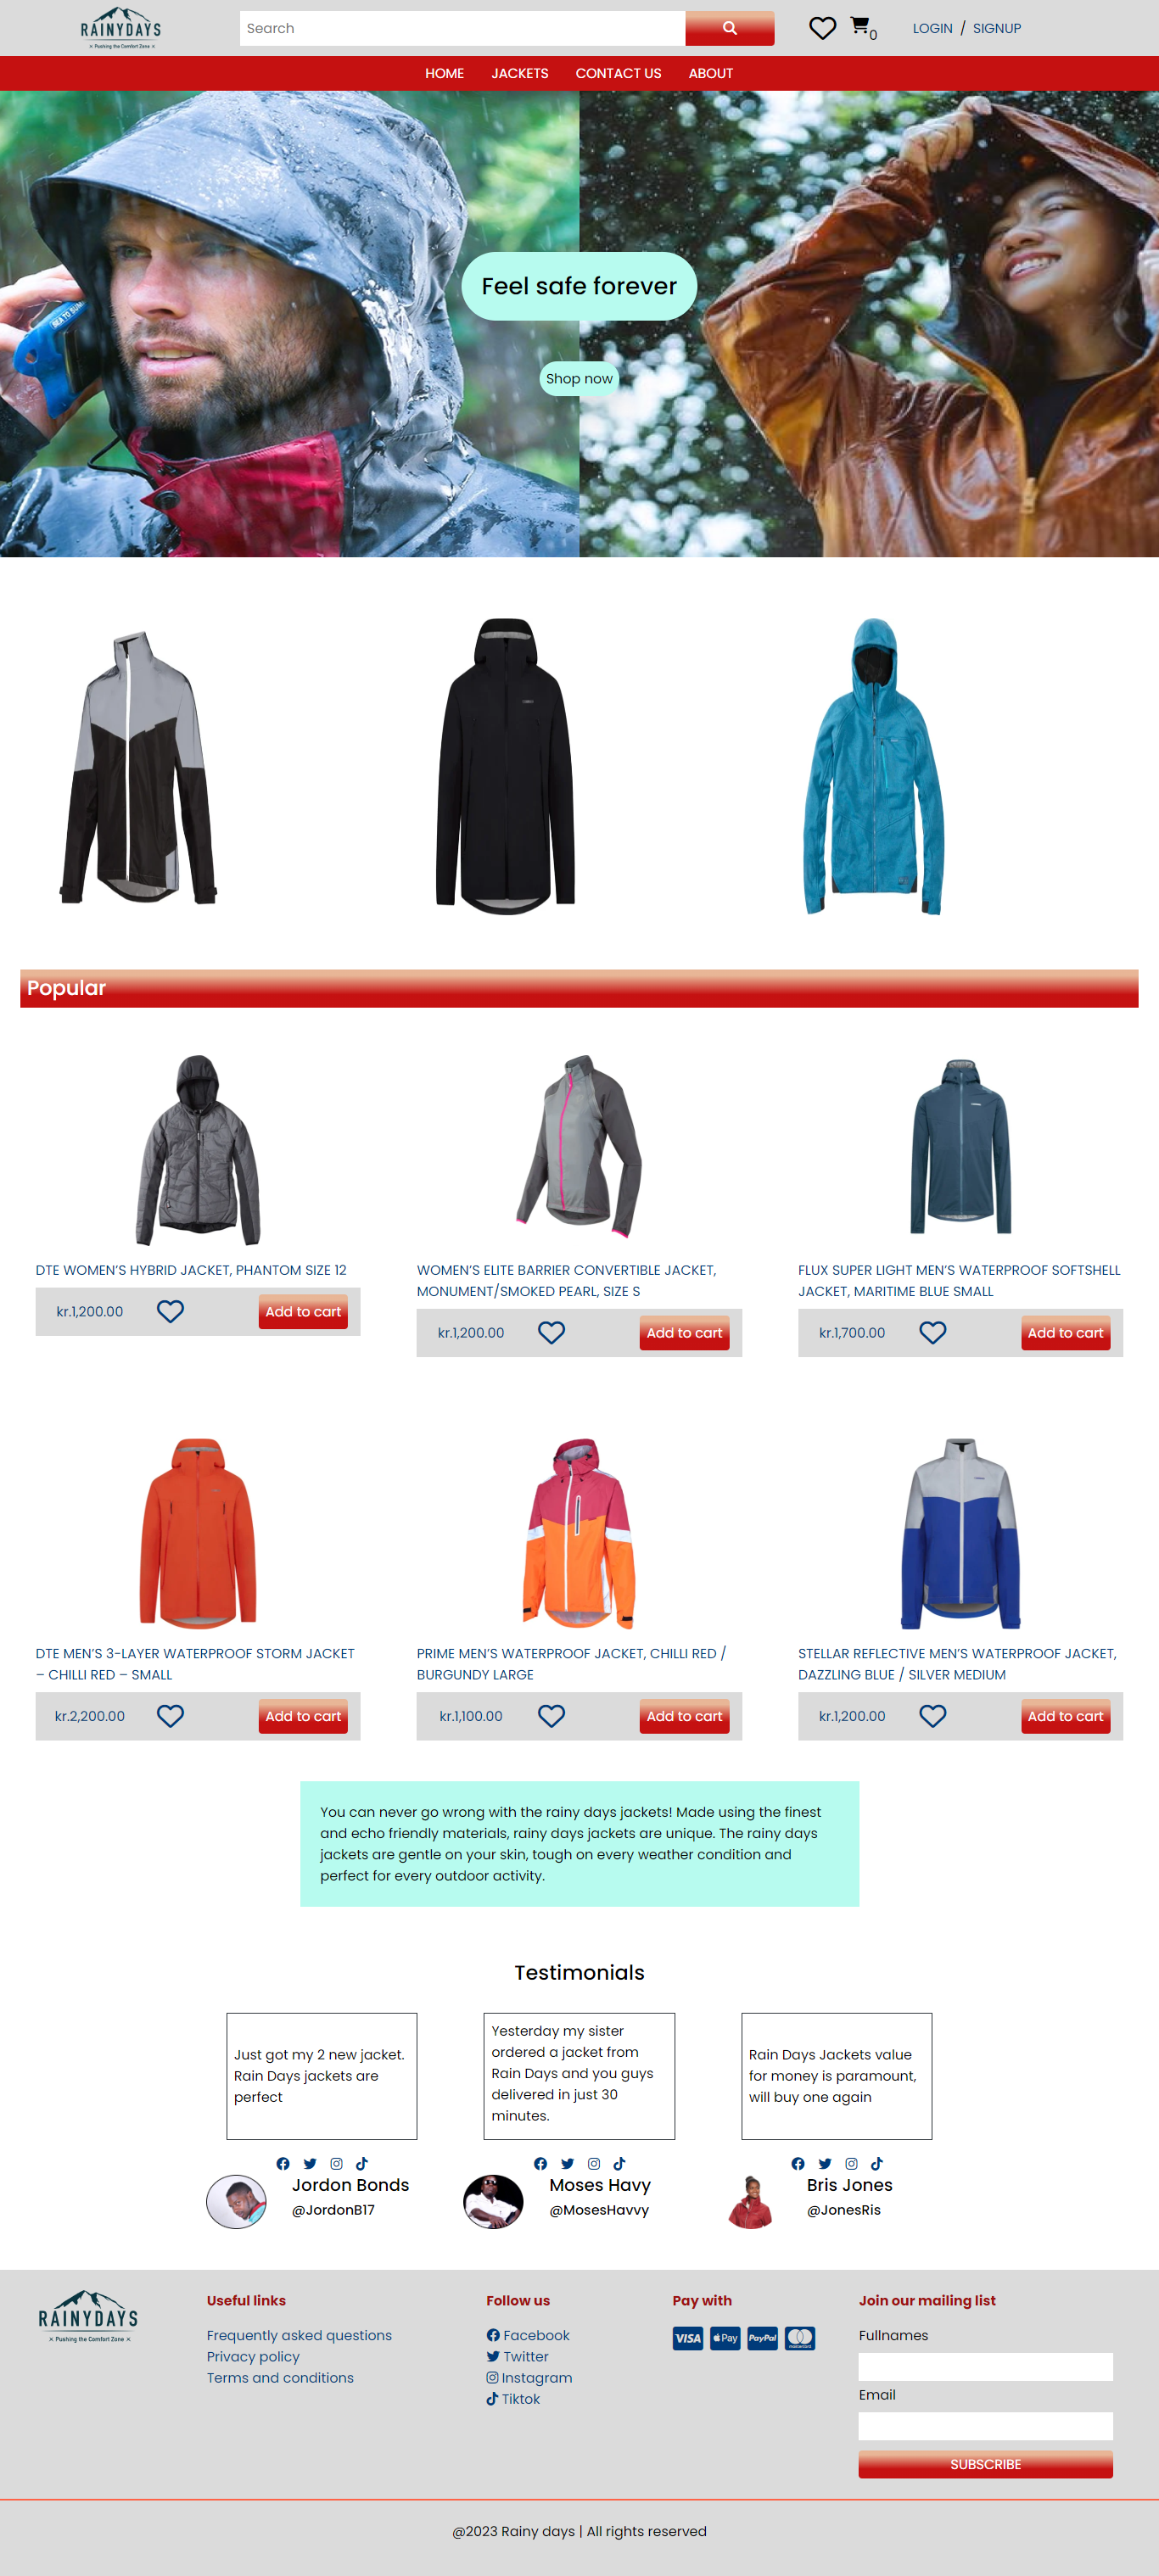 RAINYDAYS
× Pushing the Comfort Zone ×
Search
0
LOGIN / SIGNUP
HOME JACKETS CONTACT US ABOUT
SEA TO SUM
Feel safe forever
Shop now
Popular
DTE WOMEN’S HYBRID JACKET, PHANTOM SIZE 12
kr.1,200.00
Add to cart
WOMEN’S ELITE BARRIER CONVERTIBLE JACKET,
MONUMENT/SMOKED PEARL, SIZE S
kr.1,200.00
Add to cart
FLUX SUPER LIGHT MEN’S WATERPROOF SOFTSHELL
JACKET, MARITIME BLUE SMALL
kr.1,700.00
Add to cart
DTE MEN’S 3-LAYER WATERPROOF STORM JACKET
– CHILLI RED – SMALL
kr.2,200.00
Add to cart
PRIME MEN’S WATERPROOF JACKET, CHILLI RED /
BURGUNDY LARGE
kr.1,100.00
Add to cart
STELLAR REFLECTIVE MEN’S WATERPROOF JACKET,
DAZZLING BLUE / SILVER MEDIUM
kr.1,200.00
Add to cart
You can never go wrong with the rainy days jackets! Made using the finest
and echo friendly materials, rainy days jackets are unique. The rainy days
jackets are gentle on your skin, tough on every weather condition and
perfect for every outdoor activity.
Testimonials
Just got my 2 new jacket.
Rain Days jackets are
perfect
Jordon Bonds
@JordonB17
Yesterday my sister
ordered a jacket from
Rain Days and you guys
delivered in just 30
minutes.
Moses Havy
@MosesHavvy
Rain Days Jackets value
for money is paramount,
will buy one again
Bris Jones
@JonesRis
RAINYDAYS
× Pushing the Comfort Zone ×
Useful links
Frequently asked questions
Privacy policy
Terms and conditions
Follow us
Facebook
Twitter
Instagram
Tiktok
Pay with
VISA Pay PayPal mastercard
Join our mailing list
Fullnames
Email
SUBSCRIBE
@2023 Rainy days | All rights reserved